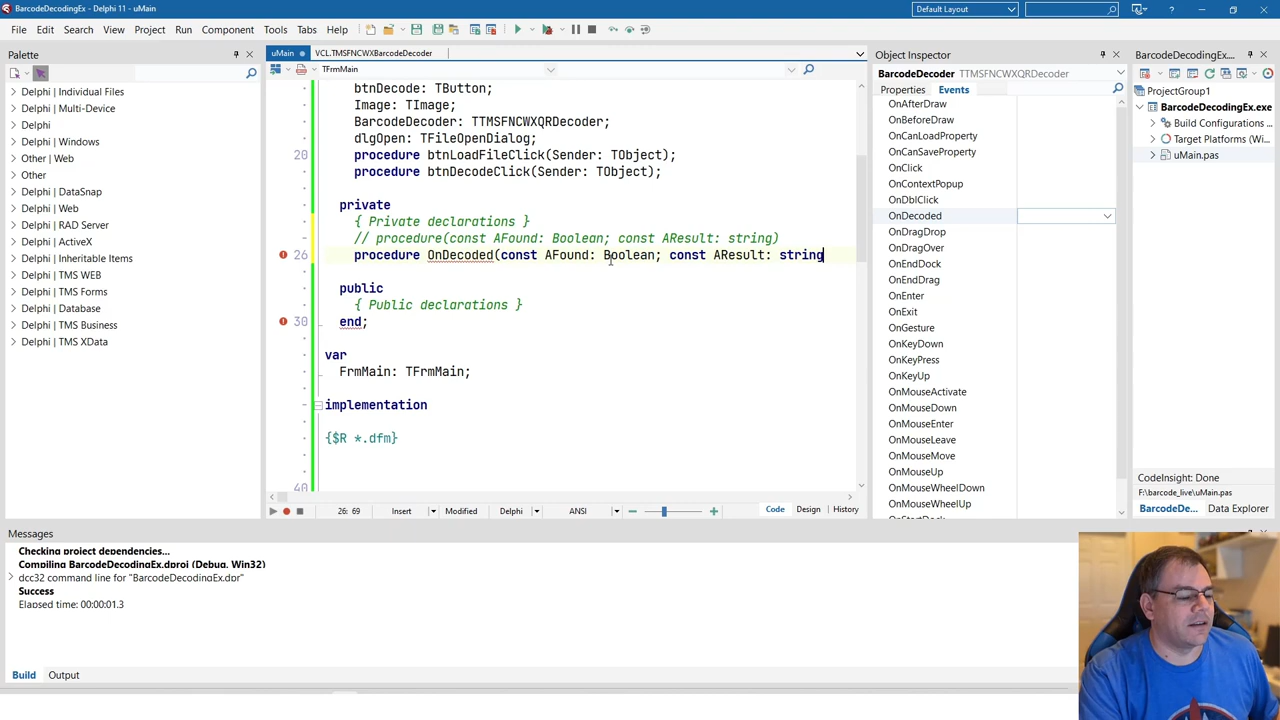 BarcodeDecodingEx - Delphi 11 - uMain
Default Layout
File Edit Search View Project Run Component Tools Tabs Help
Palette
Individual Files
Delphi | Multi-Device
Delphi
Delphi | Windows
Other | Web
Other
Delphi | DataSnap
Delphi | Web
Delphi | RAD Server
Delphi | ActiveX
Delphi | Inheritable Items
Delphi | TMS WEB
Delphi | TMS Forms
Delphi | Database
Delphi | TMS Business
Delphi | TMS XData
uMain VCL.TMSFNCWXBarcodeDecoder
TFrmMain
btnDecode: TButton;
Image: TImage;
BarcodeDecoder: TTMSFNCWXQRDecoder;
dlgOpen: TFileOpenDialog;
20 procedure btnLoadFileClick(Sender: TObject);
procedure btnDecodeClick(Sender: TObject);
private
{ Private declarations }
// procedure(const AFound: Boolean; const AResult: string)
26 procedure OnDecoded(const AFound: Boolean; const AResult: string
public
{ Public declarations }
30 end;
var
FrmMain: TFrmMain;
implementation
{$R *.dfm}
40
26: 69 Insert Modified Delphi ANSI Code Design History
Object Inspector
BarcodeDecoder TTMSFNCWXQRDecoder
Properties Events
OnAfterDraw
OnBeforeDraw
OnCanLoadProperty
OnCanSaveProperty
OnClick
OnContextPopup
OnDblClick
OnDecoded
OnDragDrop
OnDragOver
OnEndDock
OnEndDrag
OnEnter
OnExit
OnGesture
OnKeyDown
OnKeyPress
OnKeyUp
OnMouseActivate
OnMouseDown
OnMouseEnter
OnMouseLeave
OnMouseMove
OnMouseUp
OnMouseWheelDown
OnMouseWheelUp
OnStartDock
BarcodeDecodingEx....
ProjectGroup1
BarcodeDecodingEx.exe
Build Configurations ...
Target Platforms (Wi...
uMain.pas
CodeInsight: Done
F:\barcode_live\uMain.pas
BarcodeDe... Data Explorer
Messages
Checking project dependencies...
Compiling BarcodeDecodingEx.dproj (Debug, Win32)
dcc32 command line for "BarcodeDecodingEx.dpr"
Success
Elapsed time: 00:00:01.3
Build Output